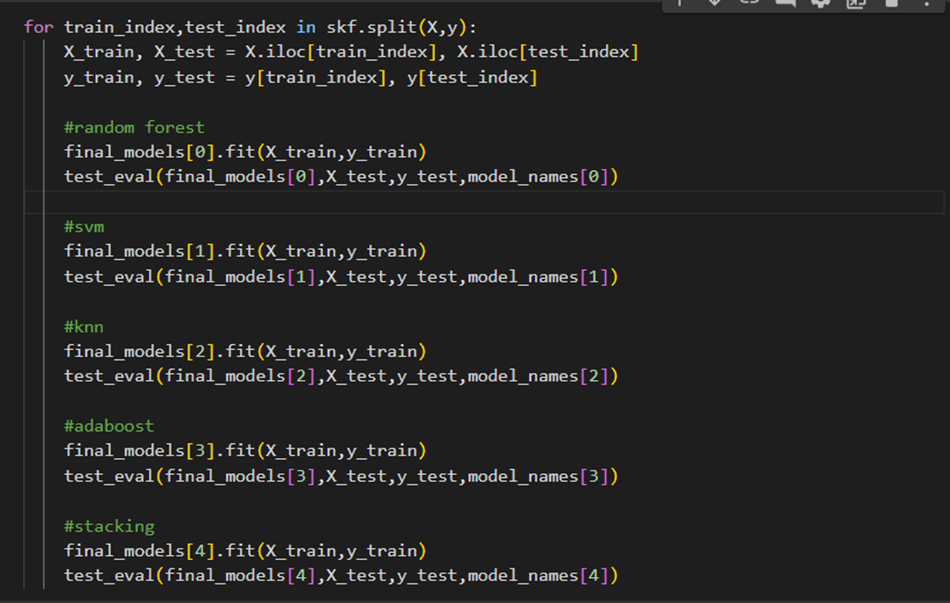 for train_index,test_index in skf.split(X,y):
    X_train, X_test = X.iloc[train_index], X.iloc[test_index]
    y_train, y_test = y[train_index], y[test_index]

    #random forest
    final_models[0].fit(X_train,y_train)
    test_eval(final_models[0],X_test,y_test,model_names[0])

    #svm
    final_models[1].fit(X_train,y_train)
    test_eval(final_models[1],X_test,y_test,model_names[1])

    #knn
    final_models[2].fit(X_train,y_train)
    test_eval(final_models[2],X_test,y_test,model_names[2])

    #adaboost
    final_models[3].fit(X_train,y_train)
    test_eval(final_models[3],X_test,y_test,model_names[3])

    #stacking
    final_models[4].fit(X_train,y_train)
    test_eval(final_models[4],X_test,y_test,model_names[4])